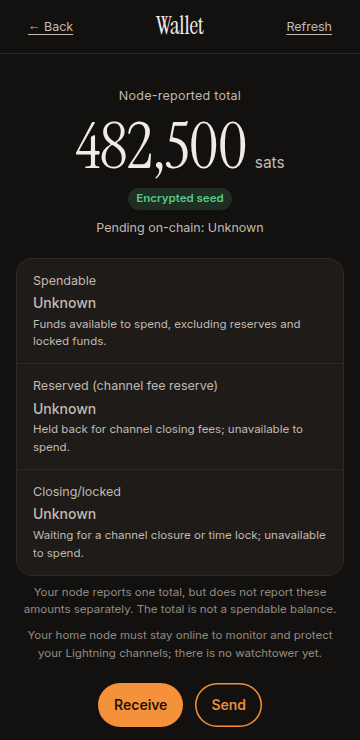 ← Back
Wallet
Refresh
Node-reported total
482,500 sats
Encrypted seed
Pending on-chain: Unknown
Spendable
Unknown
Funds available to spend, excluding reserves and
locked funds.
Reserved (channel fee reserve)
Unknown
Held back for channel closing fees; unavailable to
spend.
Closing/locked
Unknown
Waiting for a channel closure or time lock; unavailable
to spend.
Your node reports one total, but does not report these
amounts separately. The total is not a spendable balance.
Your home node must stay online to monitor and protect
your Lightning channels; there is no watchtower yet.
Receive
Send